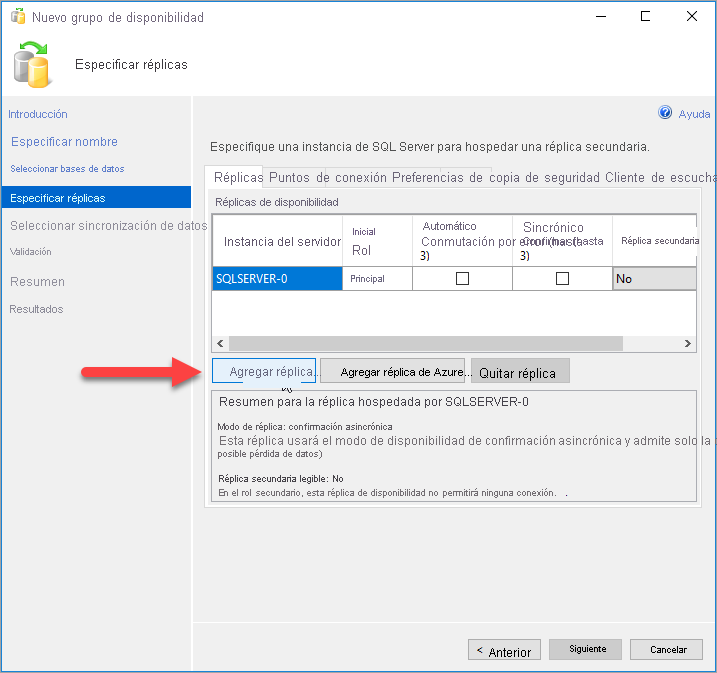 Nuevo grupo de disponibilidad
Especificar réplicas
Introducción
Especificar nombre
Seleccionar bases de datos
Especificar réplicas
Seleccionar sincronización de datos
Validación
Resumen
Resultados
Ayuda
Especifique una instancia de SQL Server para hospedar una réplica secundaria.
Réplicas Puntos de conexión Preferencias de copia de seguridad Cliente de escucha
Réplicas de disponibilidad
Instancia del servidor
Inicial
Rol
Automático
Conmutación por error (hasta
3)
Sincrónico
Confirmar (hasta
3)
Réplica secundaria
SQLSERVER-0 Principal No
Agregar réplica... Agregar réplica de Azure... Quitar réplica
Resumen para la réplica hospedada por SQLSERVER-0
Modo de réplica: confirmación asincrónica
Esta réplica usará el modo de disponibilidad de confirmación asincrónica y admite solo la
posible pérdida de datos)
Réplica secundaria legible: No
En el rol secundario, esta réplica de disponibilidad no permitirá ninguna conexión. .
< Anterior Siguiente Cancelar